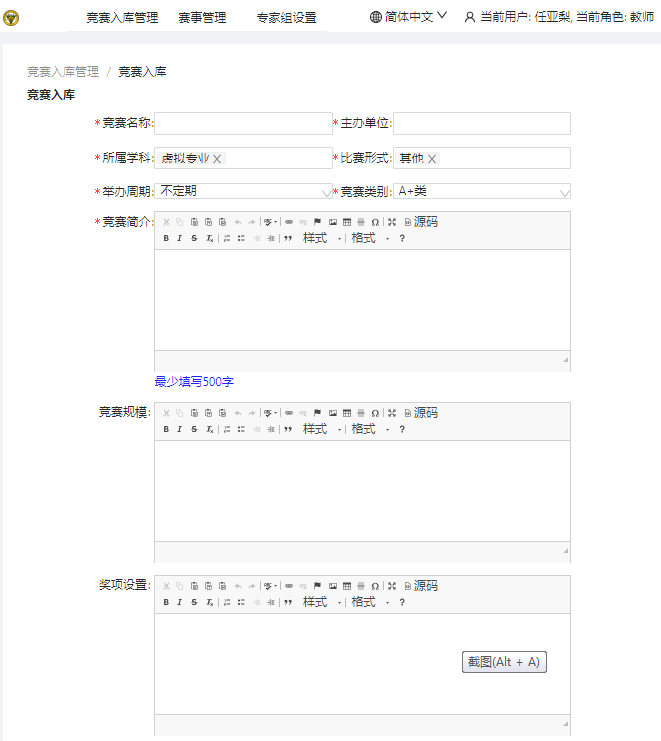 竞赛入库管理 赛事管理 专家组设置 简体中文 当前用户: 任亚梨, 当前角色: 教师
竞赛入库管理 / 竞赛入库
竞赛入库
*竞赛名称: *主办单位:
*所属学科: 虚拟专业 *比赛形式: 其他
*举办周期: 不定期 *竞赛类别: A+类
*竞赛简介: 源码
样式 格式 ?
最少填写500字
竞赛规模: 源码
样式 格式 ?
奖项设置: 源码
样式 格式 ?
截图(Alt + A)